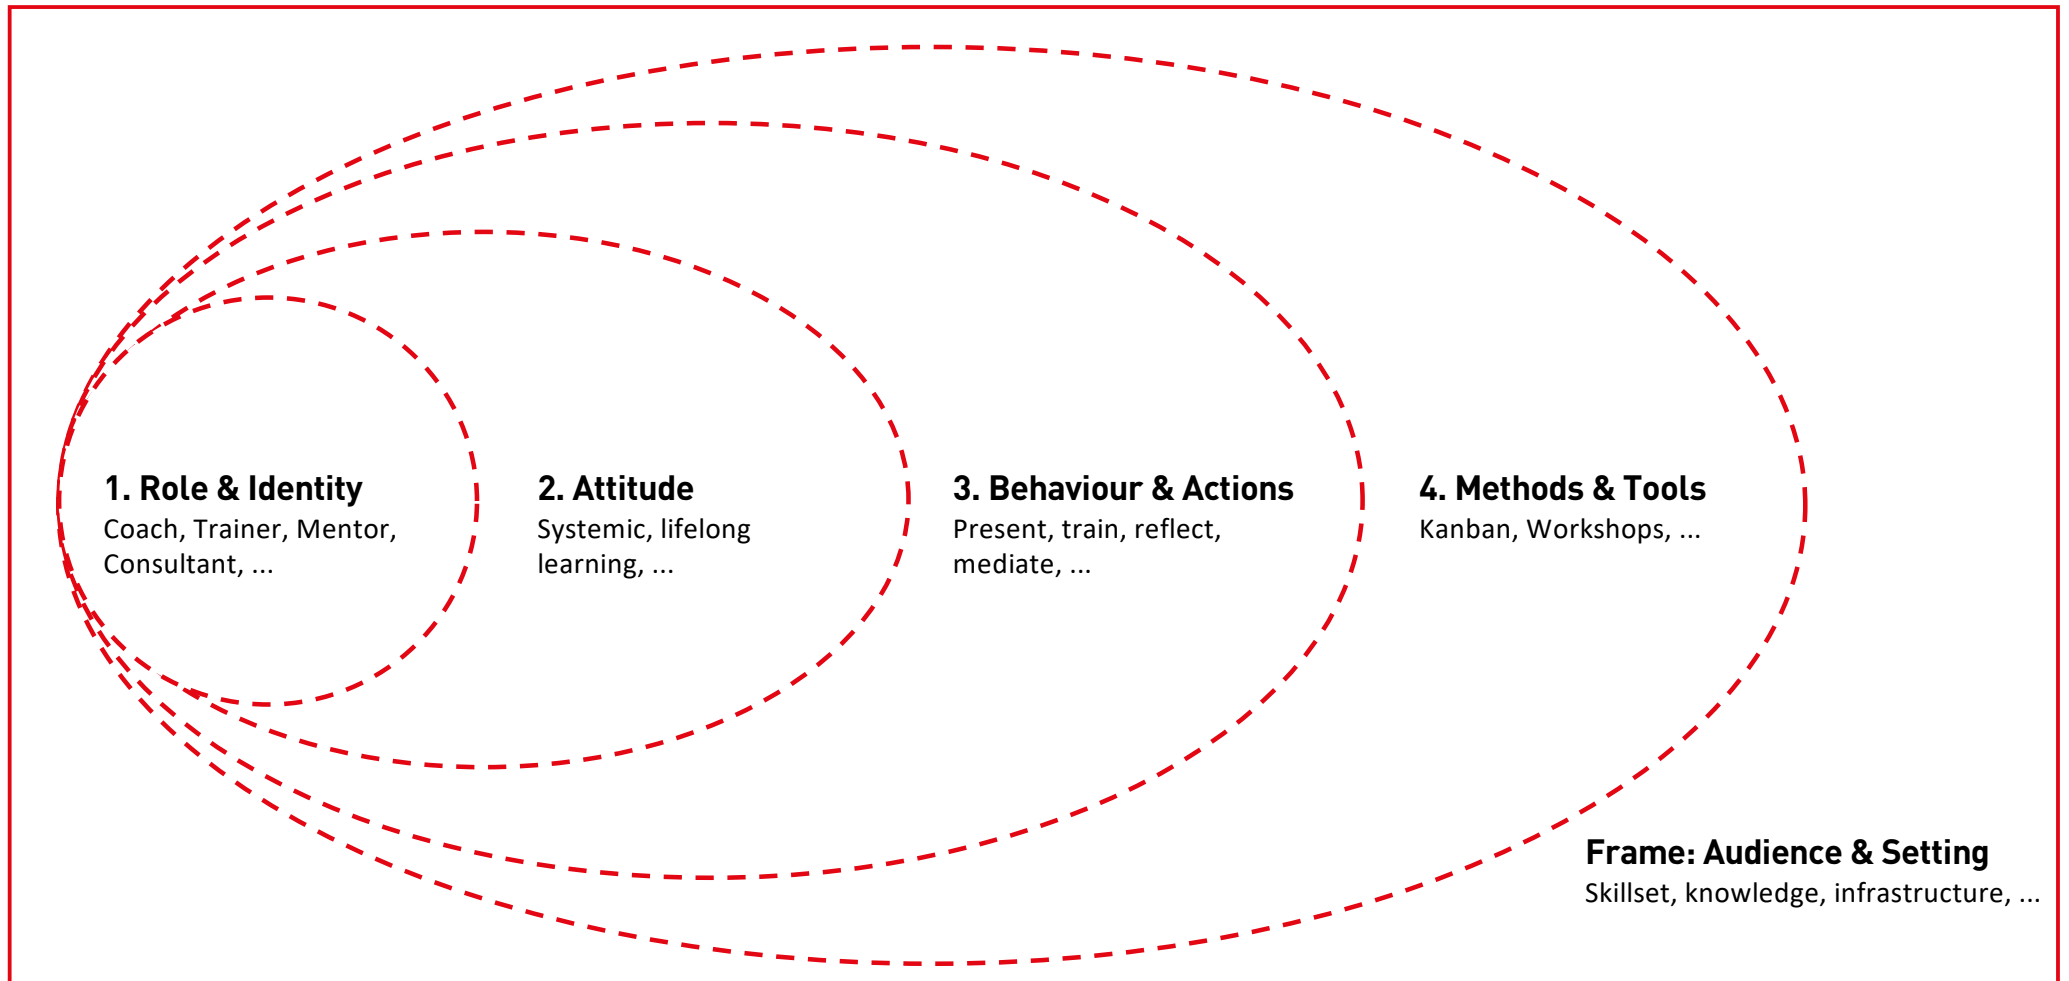 1. Role & Identity
Coach, Trainer, Mentor,
Consultant, ...
2. Attitude
Systemic, lifelong
learning, ...
3. Behaviour & Actions
Present, train, reflect,
mediate, ...
4. Methods & Tools
Kanban, Workshops, ...
Frame: Audience & Setting
Skillset, knowledge, infrastructure, ...